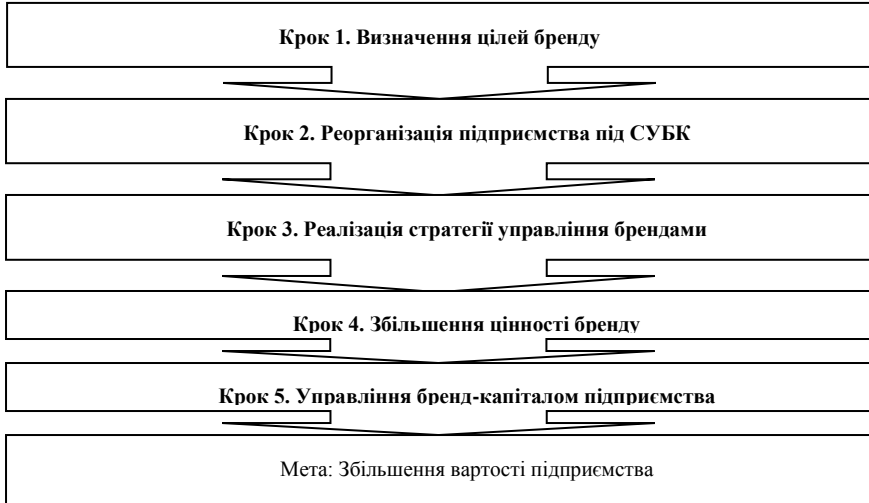 Крок 1. Визначення цілей бренду
Крок 2. Реорганізація підприємства під СУБК
Крок 3. Реалізація стратегії управління брендами
Крок 4. Збільшення цінності бренду
Крок 5. Управління бренд-капіталом підприємства
Мета: Збільшення вартості підприємства